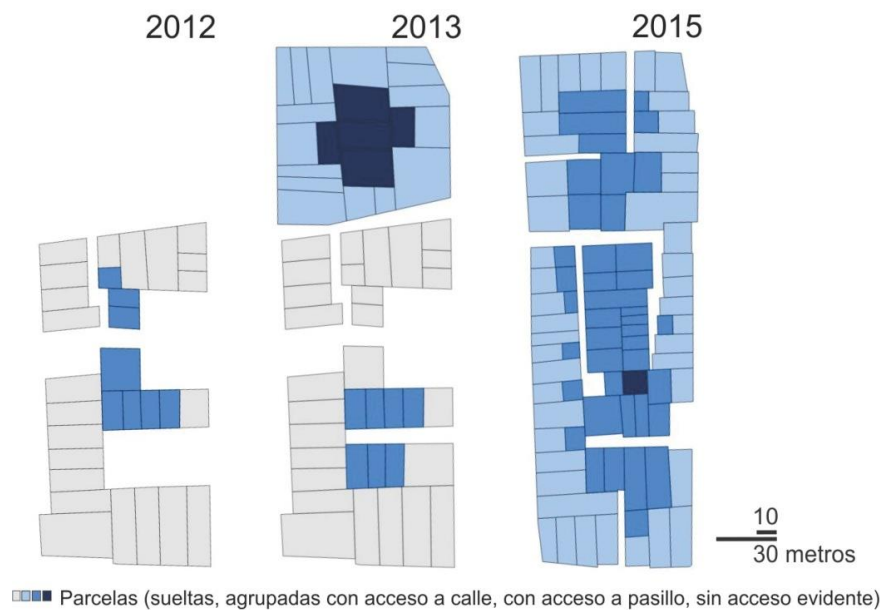 2012
2013
2015
10
30 metros
Parcelas (sueltas, agrupadas con acceso a calle, con acceso a pasillo, sin acceso evidente)